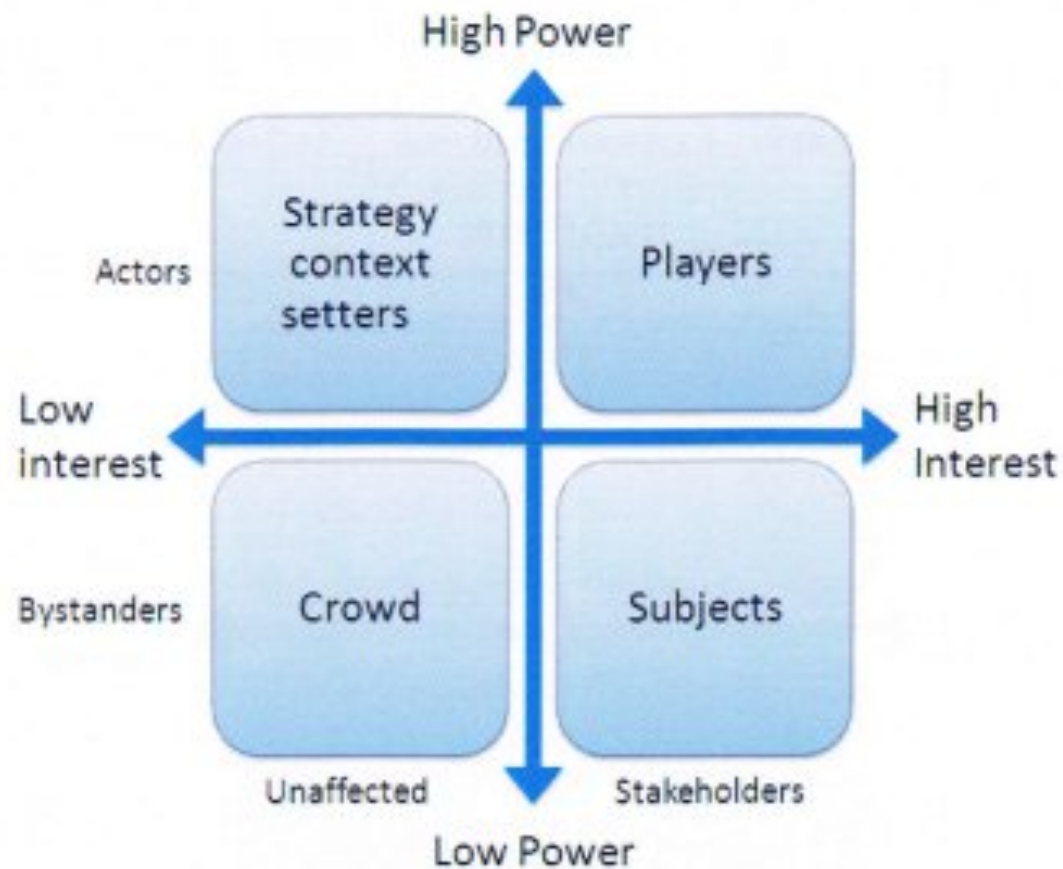 High Power
Strategy
context
setters
Players
Actors
Low
interest
High
Interest
Bystanders
Crowd
Subjects
Unaffected
Stakeholders
Low Power